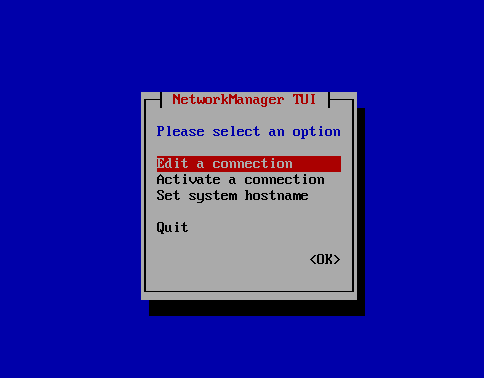 NetworkManager TUI
Please select an option
Edit a connection
Activate a connection
Set system hostname
Quit
<OK>